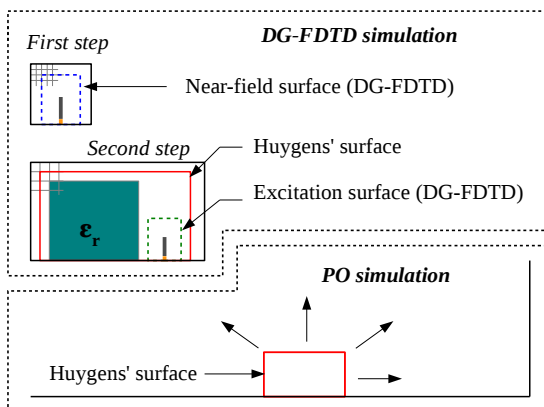 First step
DG-FDTD simulation
Near-field surface (DG-FDTD)
Second step
Huygens' surface
Excitation surface (DG-FDTD)
εr
PO simulation
Huygens' surface